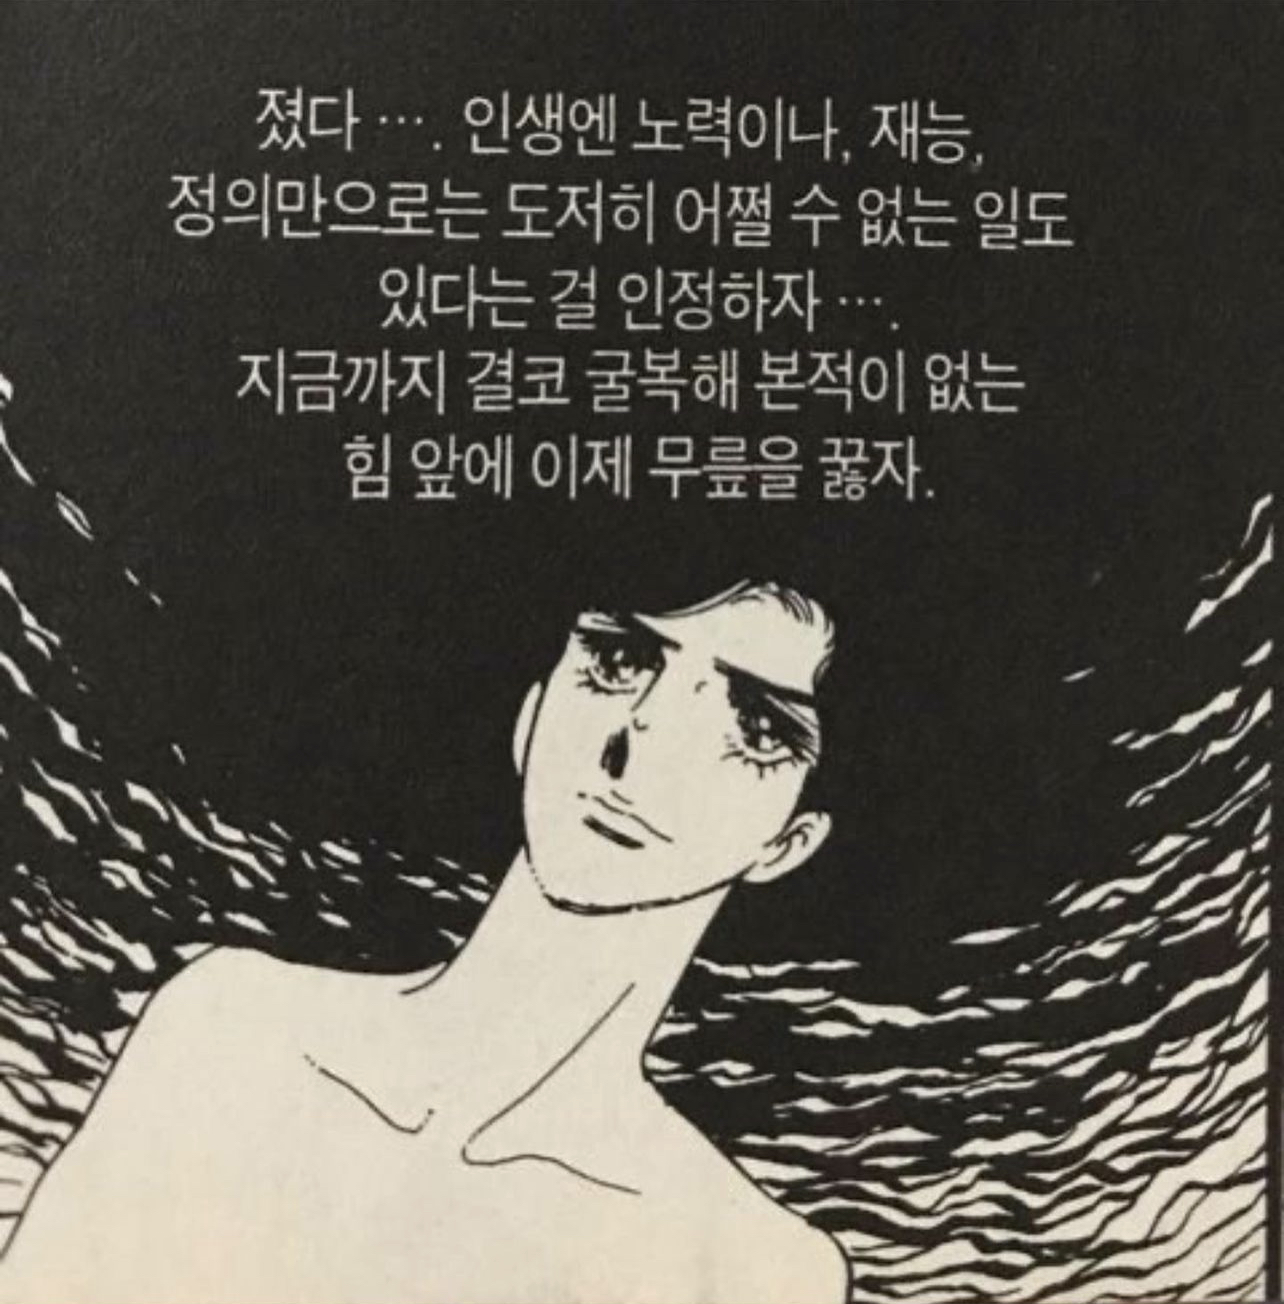 졌다 …. 인생엔 노력이나, 재능,
정의만으로는 도저히 어쩔 수 없는 일도
있다는 걸 인정하자 ….
지금까지 결코 굴복해 본적이 없는
힘 앞에 이제 무릎을 꿇자.